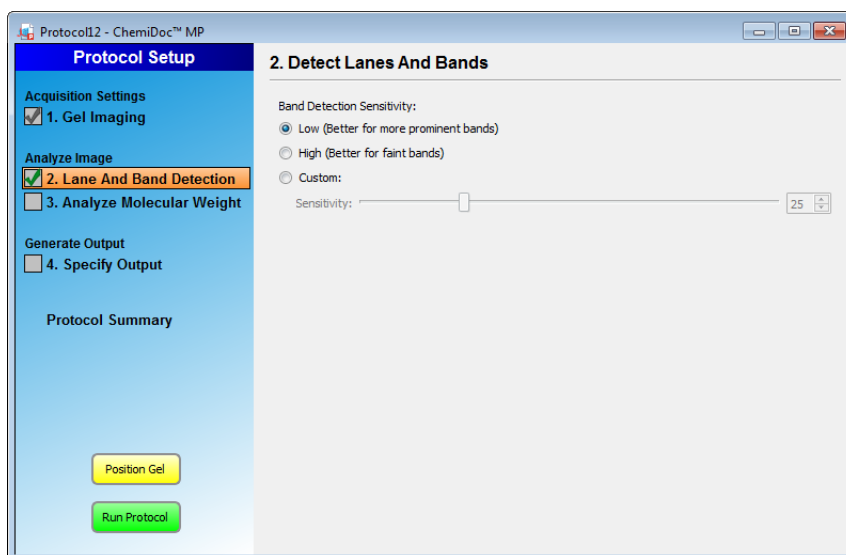 Protocol12 - ChemiDoc™ MP
Protocol Setup
Acquisition Settings
1. Gel Imaging
Analyze Image
2. Lane And Band Detection
3. Analyze Molecular Weight
Generate Output
4. Specify Output
Protocol Summary
Position Gel
Run Protocol
2. Detect Lanes And Bands
Band Detection Sensitivity:
Low (Better for more prominent bands)
High (Better for faint bands)
Custom:
Sensitivity: 25